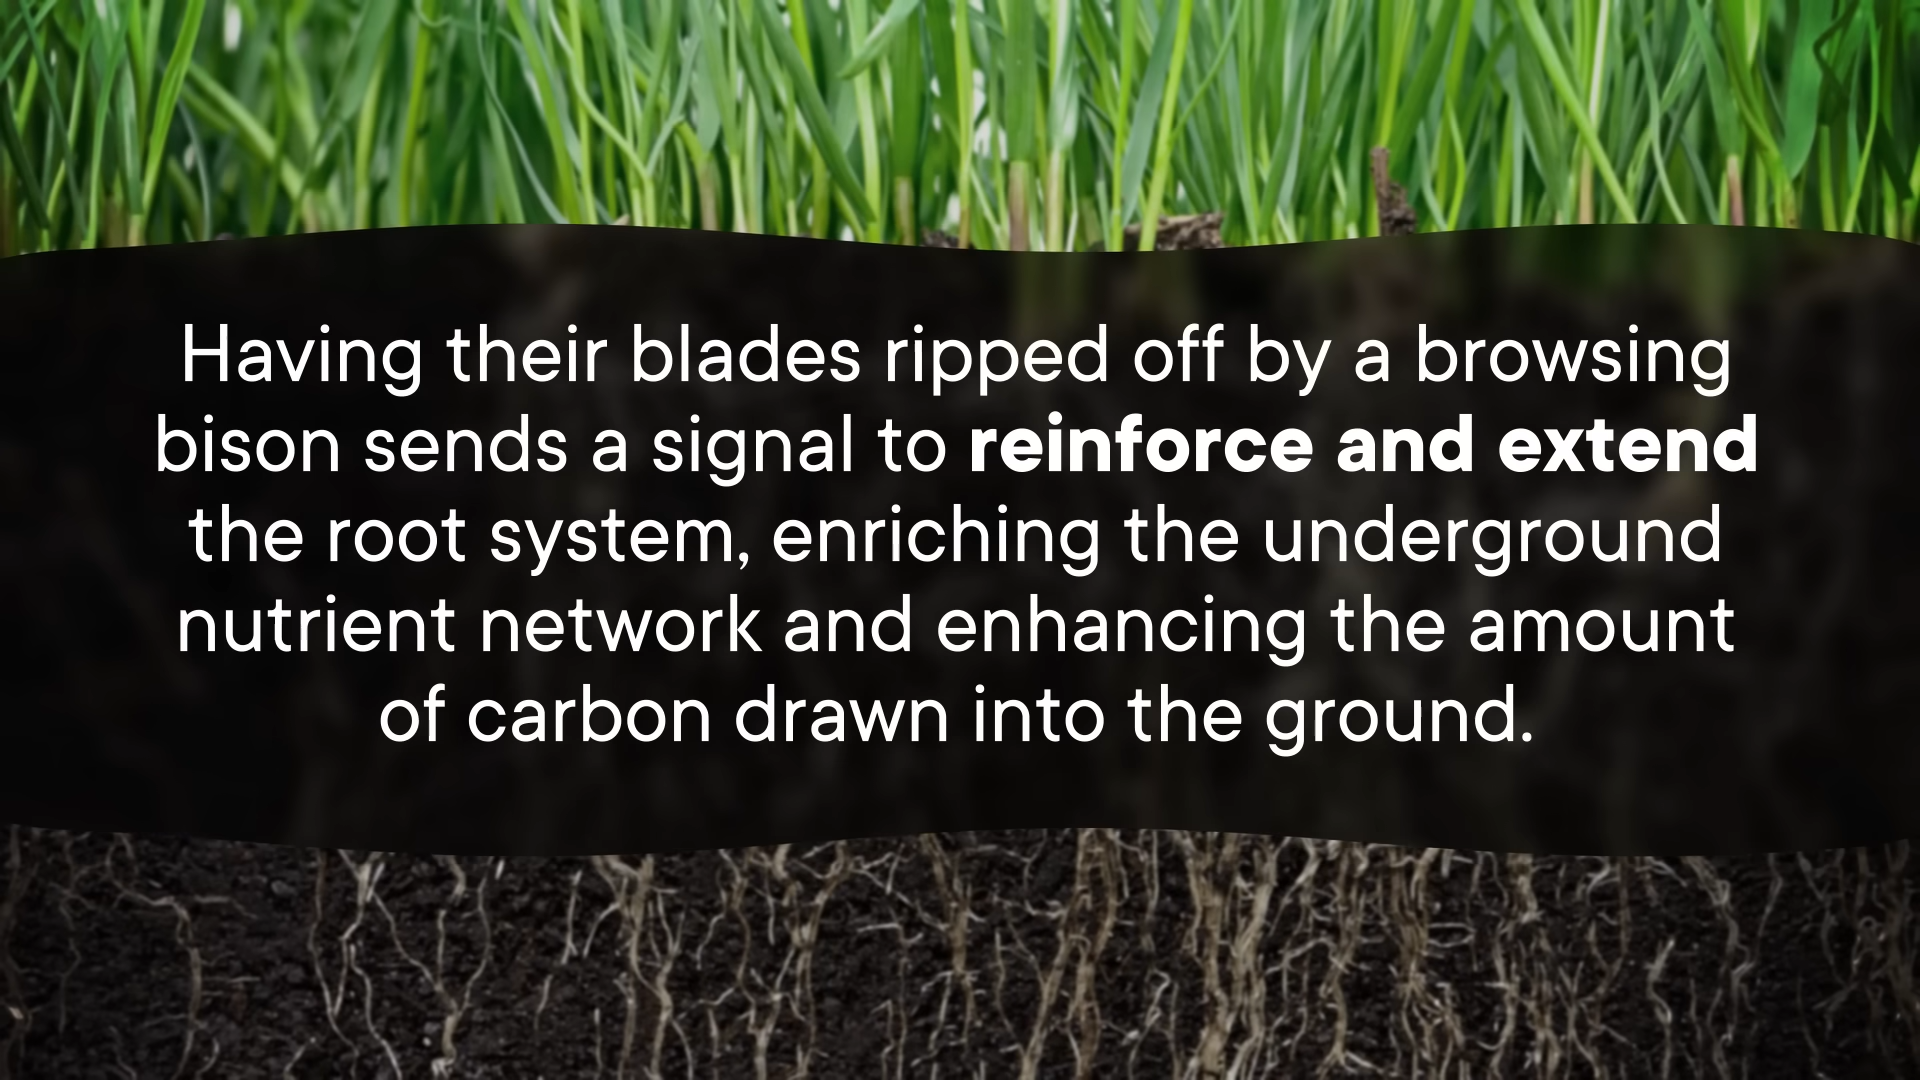 Having their blades ripped off by a browsing
bison sends a signal to reinforce and extend
the root system, enriching the underground
nutrient network and enhancing the amount
of carbon drawn into the ground.